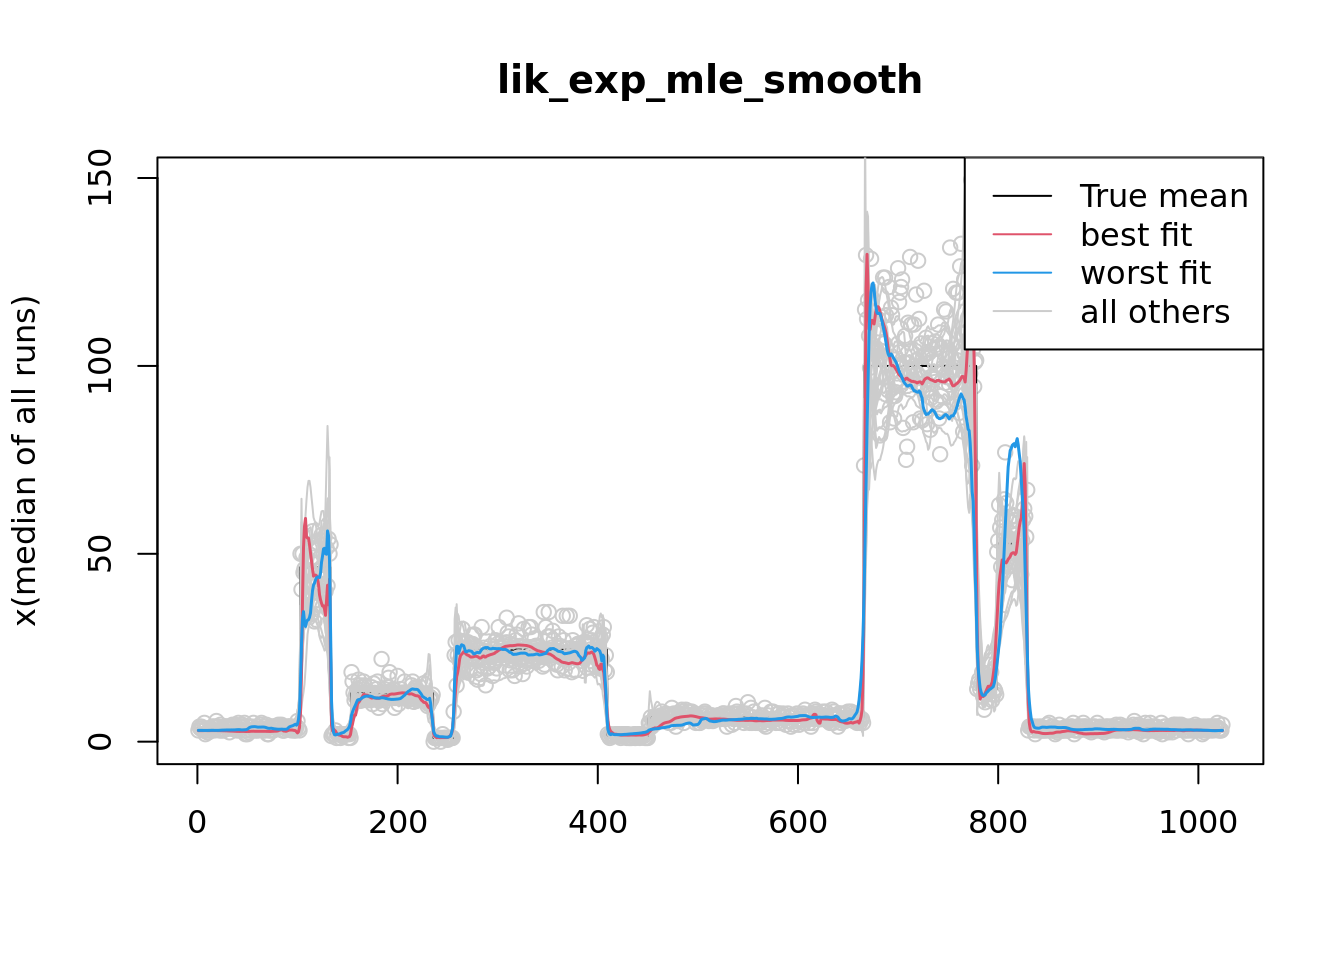 lik_exp_mle_smooth
x(median of all runs)
150
100
50
0
True mean
best fit
worst fit
all others
0 200 400 600 800 1000